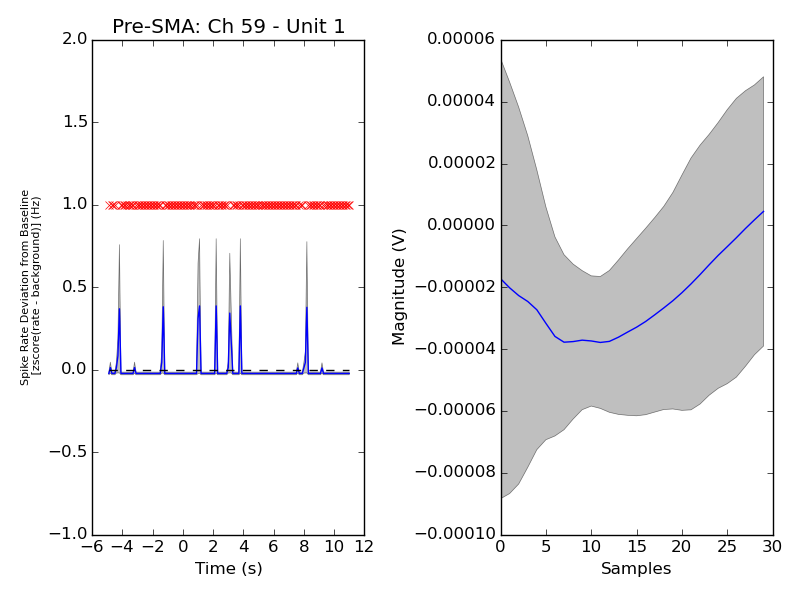 Pre-SMA: Ch 59 - Unit 1
2.0
1.5
1.0
0.5
0.0
−0.5
−1.0
−6 −4 −2 0 2 4 6 8 10 12
Time (s)
Spike Rate Deviation from Baseline
[zscore(rate - background)] (Hz)
0.00006
0.00004
0.00002
0.00000
−0.00002
−0.00004
−0.00006
−0.00008
−0.00010
0 5 10 15 20 25 30
Samples
Magnitude (V)